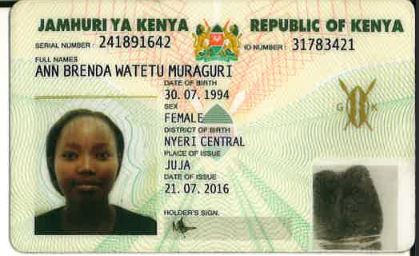 JAMHURI YA KENYA REPUBLIC OF KENYA
SERIAL NUMBER: 241891642 ID NUMBER: 31783421
FULL NAMES
ANN BRENDA WATETU MURAGURI
DATE OF BIRTH
30. 07. 1994
SEX
FEMALE
DISTRICT OF BIRTH
NYERI CENTRAL
PLACE OF ISSUE
JUJA
DATE OF ISSUE
21. 07. 2016
HOLDER'S SIGN.
G K